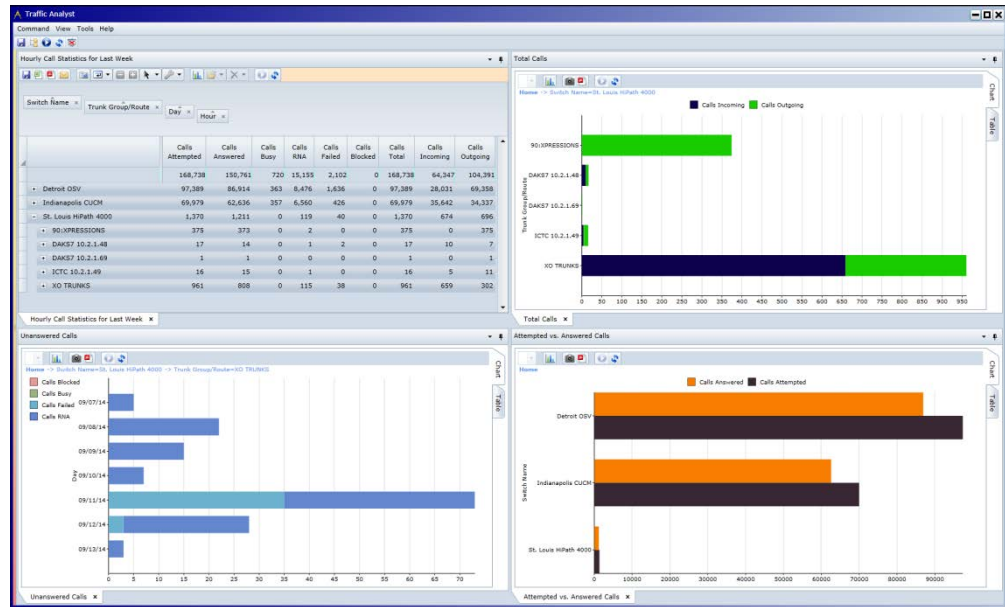 Traffic Analyst
Command View Tools Help
Hourly Call Statistics for Last Week
Switch Name
Trunk Group/Route
Day
Hour
Calls Attempted Calls Answered Calls Busy Calls RNA Calls Failed Calls Blocked Calls Total Calls Incoming Calls Outgoing
168,738 150,761 720 15,155 2,102 0 168,738 64,347 104,391
Detroit OSV 97,389 86,914 363 8,476 1,636 0 97,389 28,031 69,358
Indianapolis CUCM 69,979 62,636 357 6,560 426 0 69,979 35,642 34,337
St. Louis HiPath 4000 1,370 1,211 0 119 40 0 1,370 674 696
90:XPRESSIONS 375 373 0 2 0 0 375 0 375
DAKS7 10.2.1.48 17 14 0 1 2 0 17 10 7
DAKS7 10.2.1.69 1 1 0 0 0 0 1 0 1
ICTC 10.2.1.49 16 15 0 1 0 0 16 5 11
XO TRUNKS 961 808 0 115 38 0 961 659 302
Hourly Call Statistics for Last Week
Total Calls
Home -> Switch Name=St. Louis HiPath 4000
Calls Incoming Calls Outgoing
Chart
Table
Trunk Group/Route
90:XPRESSIONS
DAKS7 10.2.1.48
DAKS7 10.2.1.69
ICTC 10.2.1.49
XO TRUNKS
0 50 100 150 200 250 300 350 400 450 500 550 600 650 700 750 800 850 900 950
Total Calls
Unanswered Calls
Home -> Switch Name=St. Louis HiPath 4000 -> Trunk Group/Route=XO TRUNKS
Calls Blocked
Calls Busy
Calls Failed
Calls RNA
Chart
Table
Day
09/07/14
09/08/14
09/09/14
09/10/14
09/11/14
09/12/14
09/13/14
0 5 10 15 20 25 30 35 40 45 50 55 60 65 70
Unanswered Calls
Attempted vs. Answered Calls
Home
Calls Answered Calls Attempted
Chart
Table
Switch Name
Detroit OSV
Indianapolis CUCM
St. Louis HiPath 4000
0 10000 20000 30000 40000 50000 60000 70000 80000 90000
Attempted vs. Answered Calls